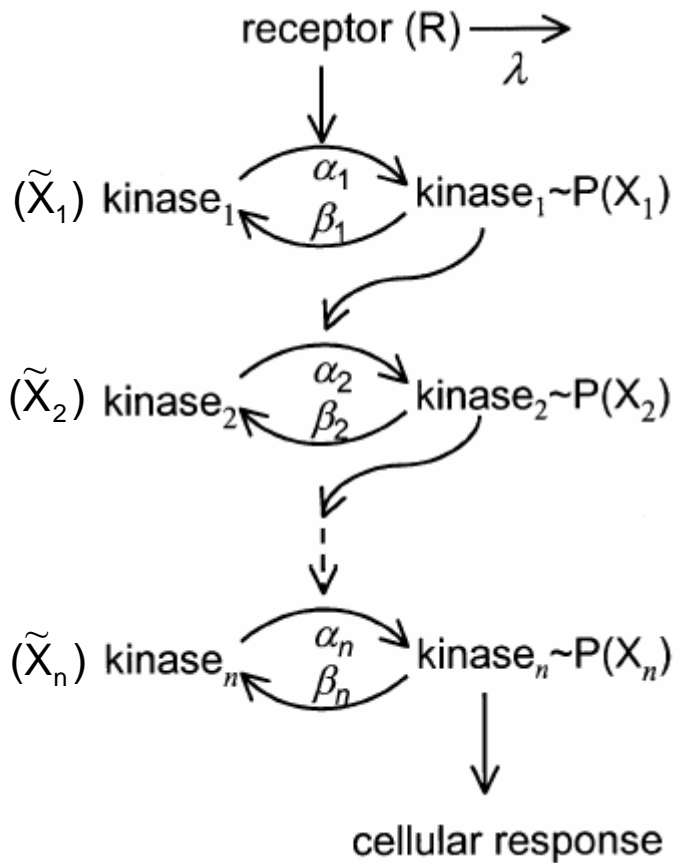 receptor (R)
λ
(X̃₁) kinase₁ α₁ kinase₁~P(X₁)
β₁
(X̃₂) kinase₂ α₂ kinase₂~P(X₂)
β₂
(X̃ₙ) kinaseₙ αₙ kinaseₙ~P(Xₙ)
βₙ
cellular response